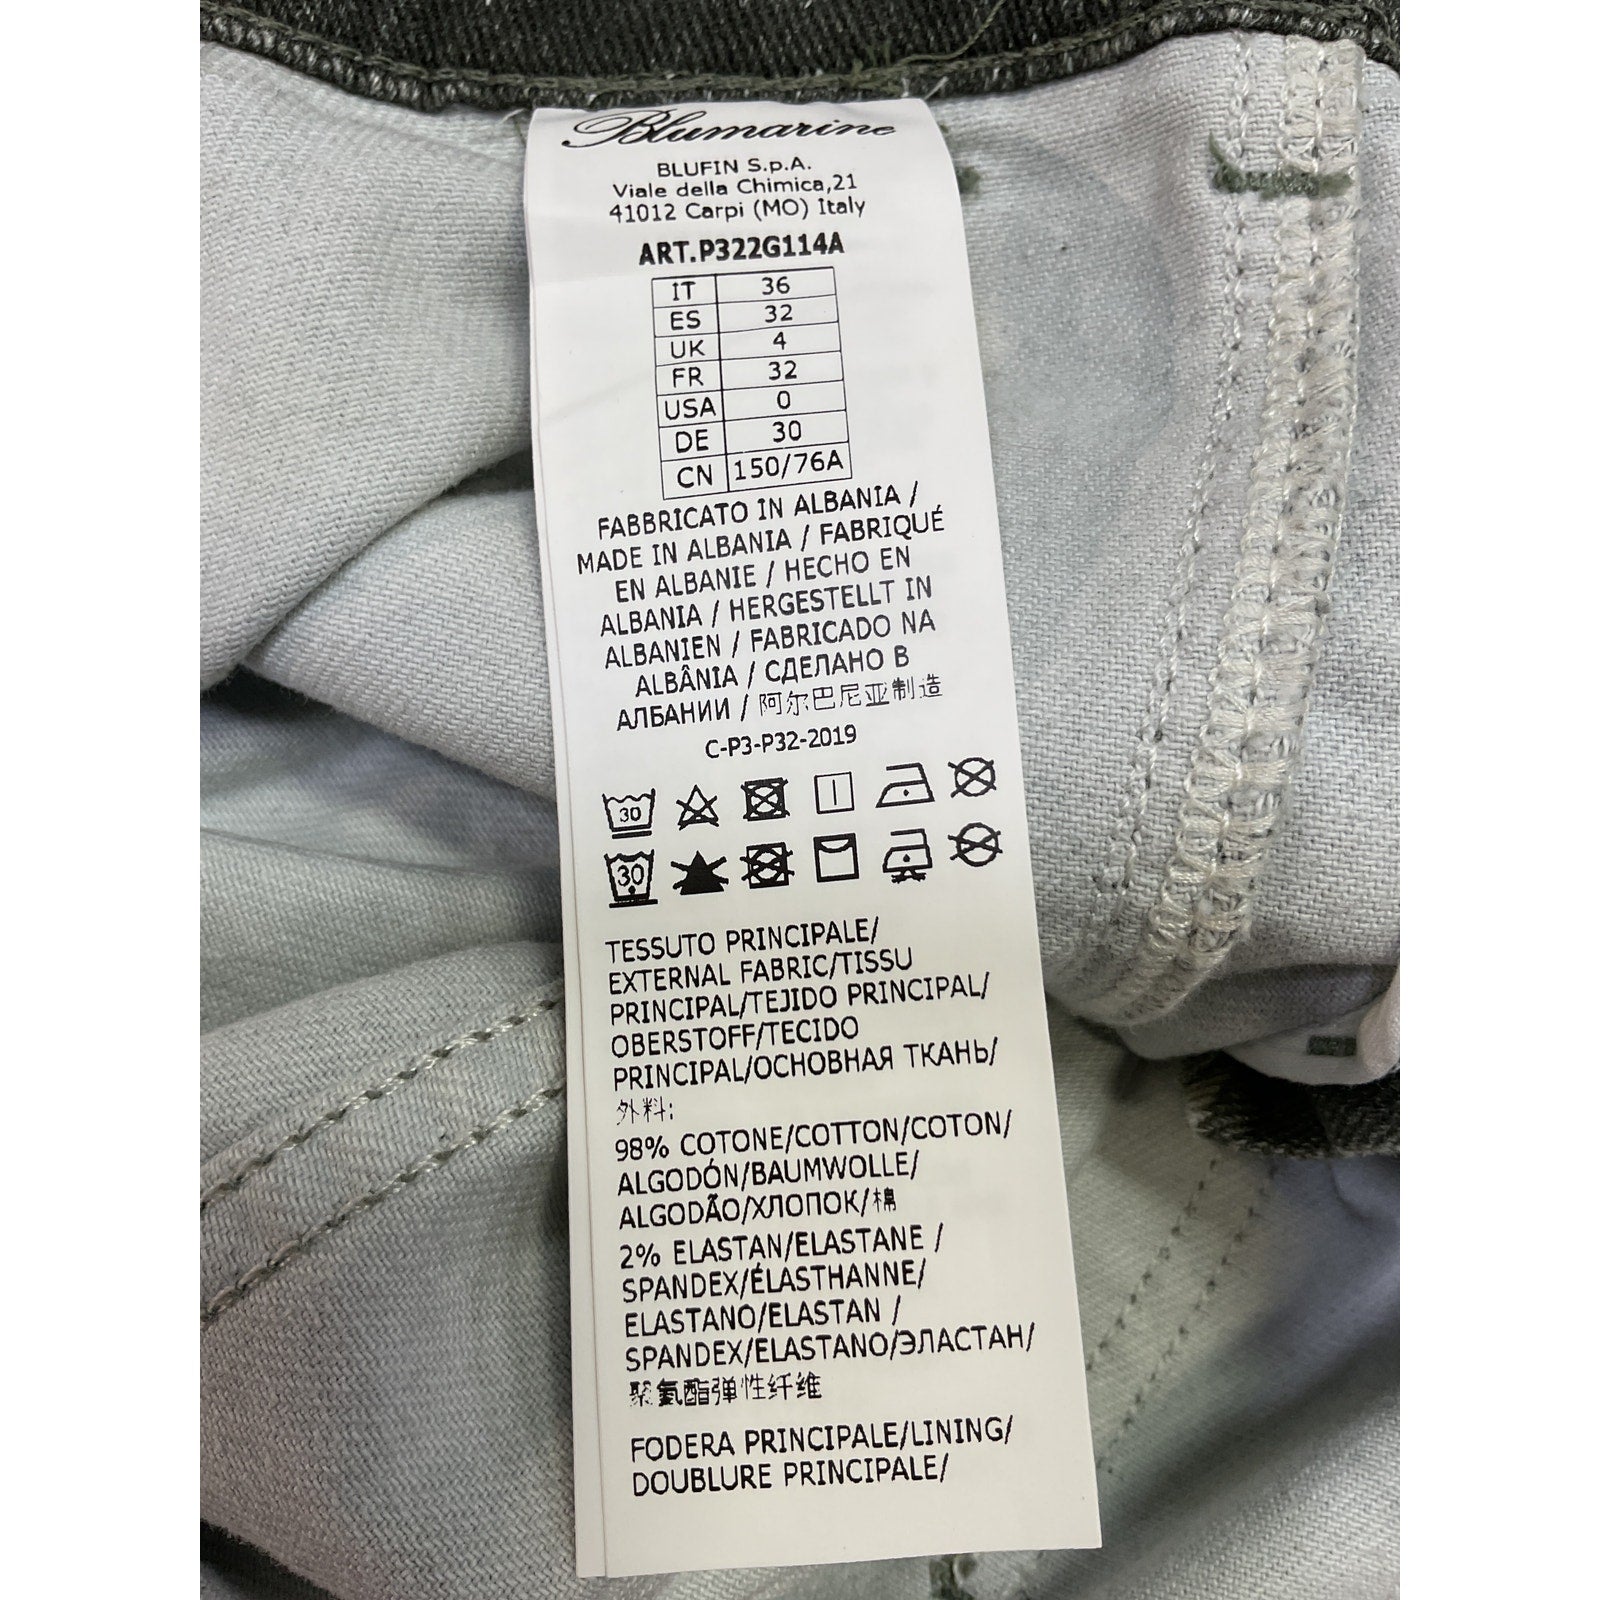 Blumarine
BLUFIN S.p.A.
Viale della Chimica,21
41012 Carpi (MO) Italy
ART.P322G114A
IT 36
ES 32
UK 4
FR 32
USA 0
DE 30
CN 150/76A
FABBRICATO IN ALBANIA /
MADE IN ALBANIA / FABRIQUÉ
EN ALBANIE / HECHO EN
ALBANIA / HERGESTELLT IN
ALBANIEN / FABRICADO NA
ALBÂNIA / СДЕЛАНО В
АЛБАНИИ / 阿尔巴尼亚制造
C-P3-P32-2019
30
30
TESSUTO PRINCIPALE/
EXTERNAL FABRIC/TISSU
PRINCIPAL/TEJIDO PRINCIPAL/
OBERSTOFF/TECIDO
PRINCIPAL/ОСНОВНАЯ ТКАНЬ/
外料:
98% COTONE/COTTON/COTON/
ALGODÓN/BAUMWOLLE/
ALGODÃO/ХЛОПОК/棉
2% ELASTAN/ELASTANE /
SPANDEX/ÉLASTHANNE/
ELASTANO/ELASTAN /
SPANDEX/ELASTANO/ЭЛАСТАН/
聚氨酯弹性纤维
FODERA PRINCIPALE/LINING/
DOUBLURE PRINCIPALE/